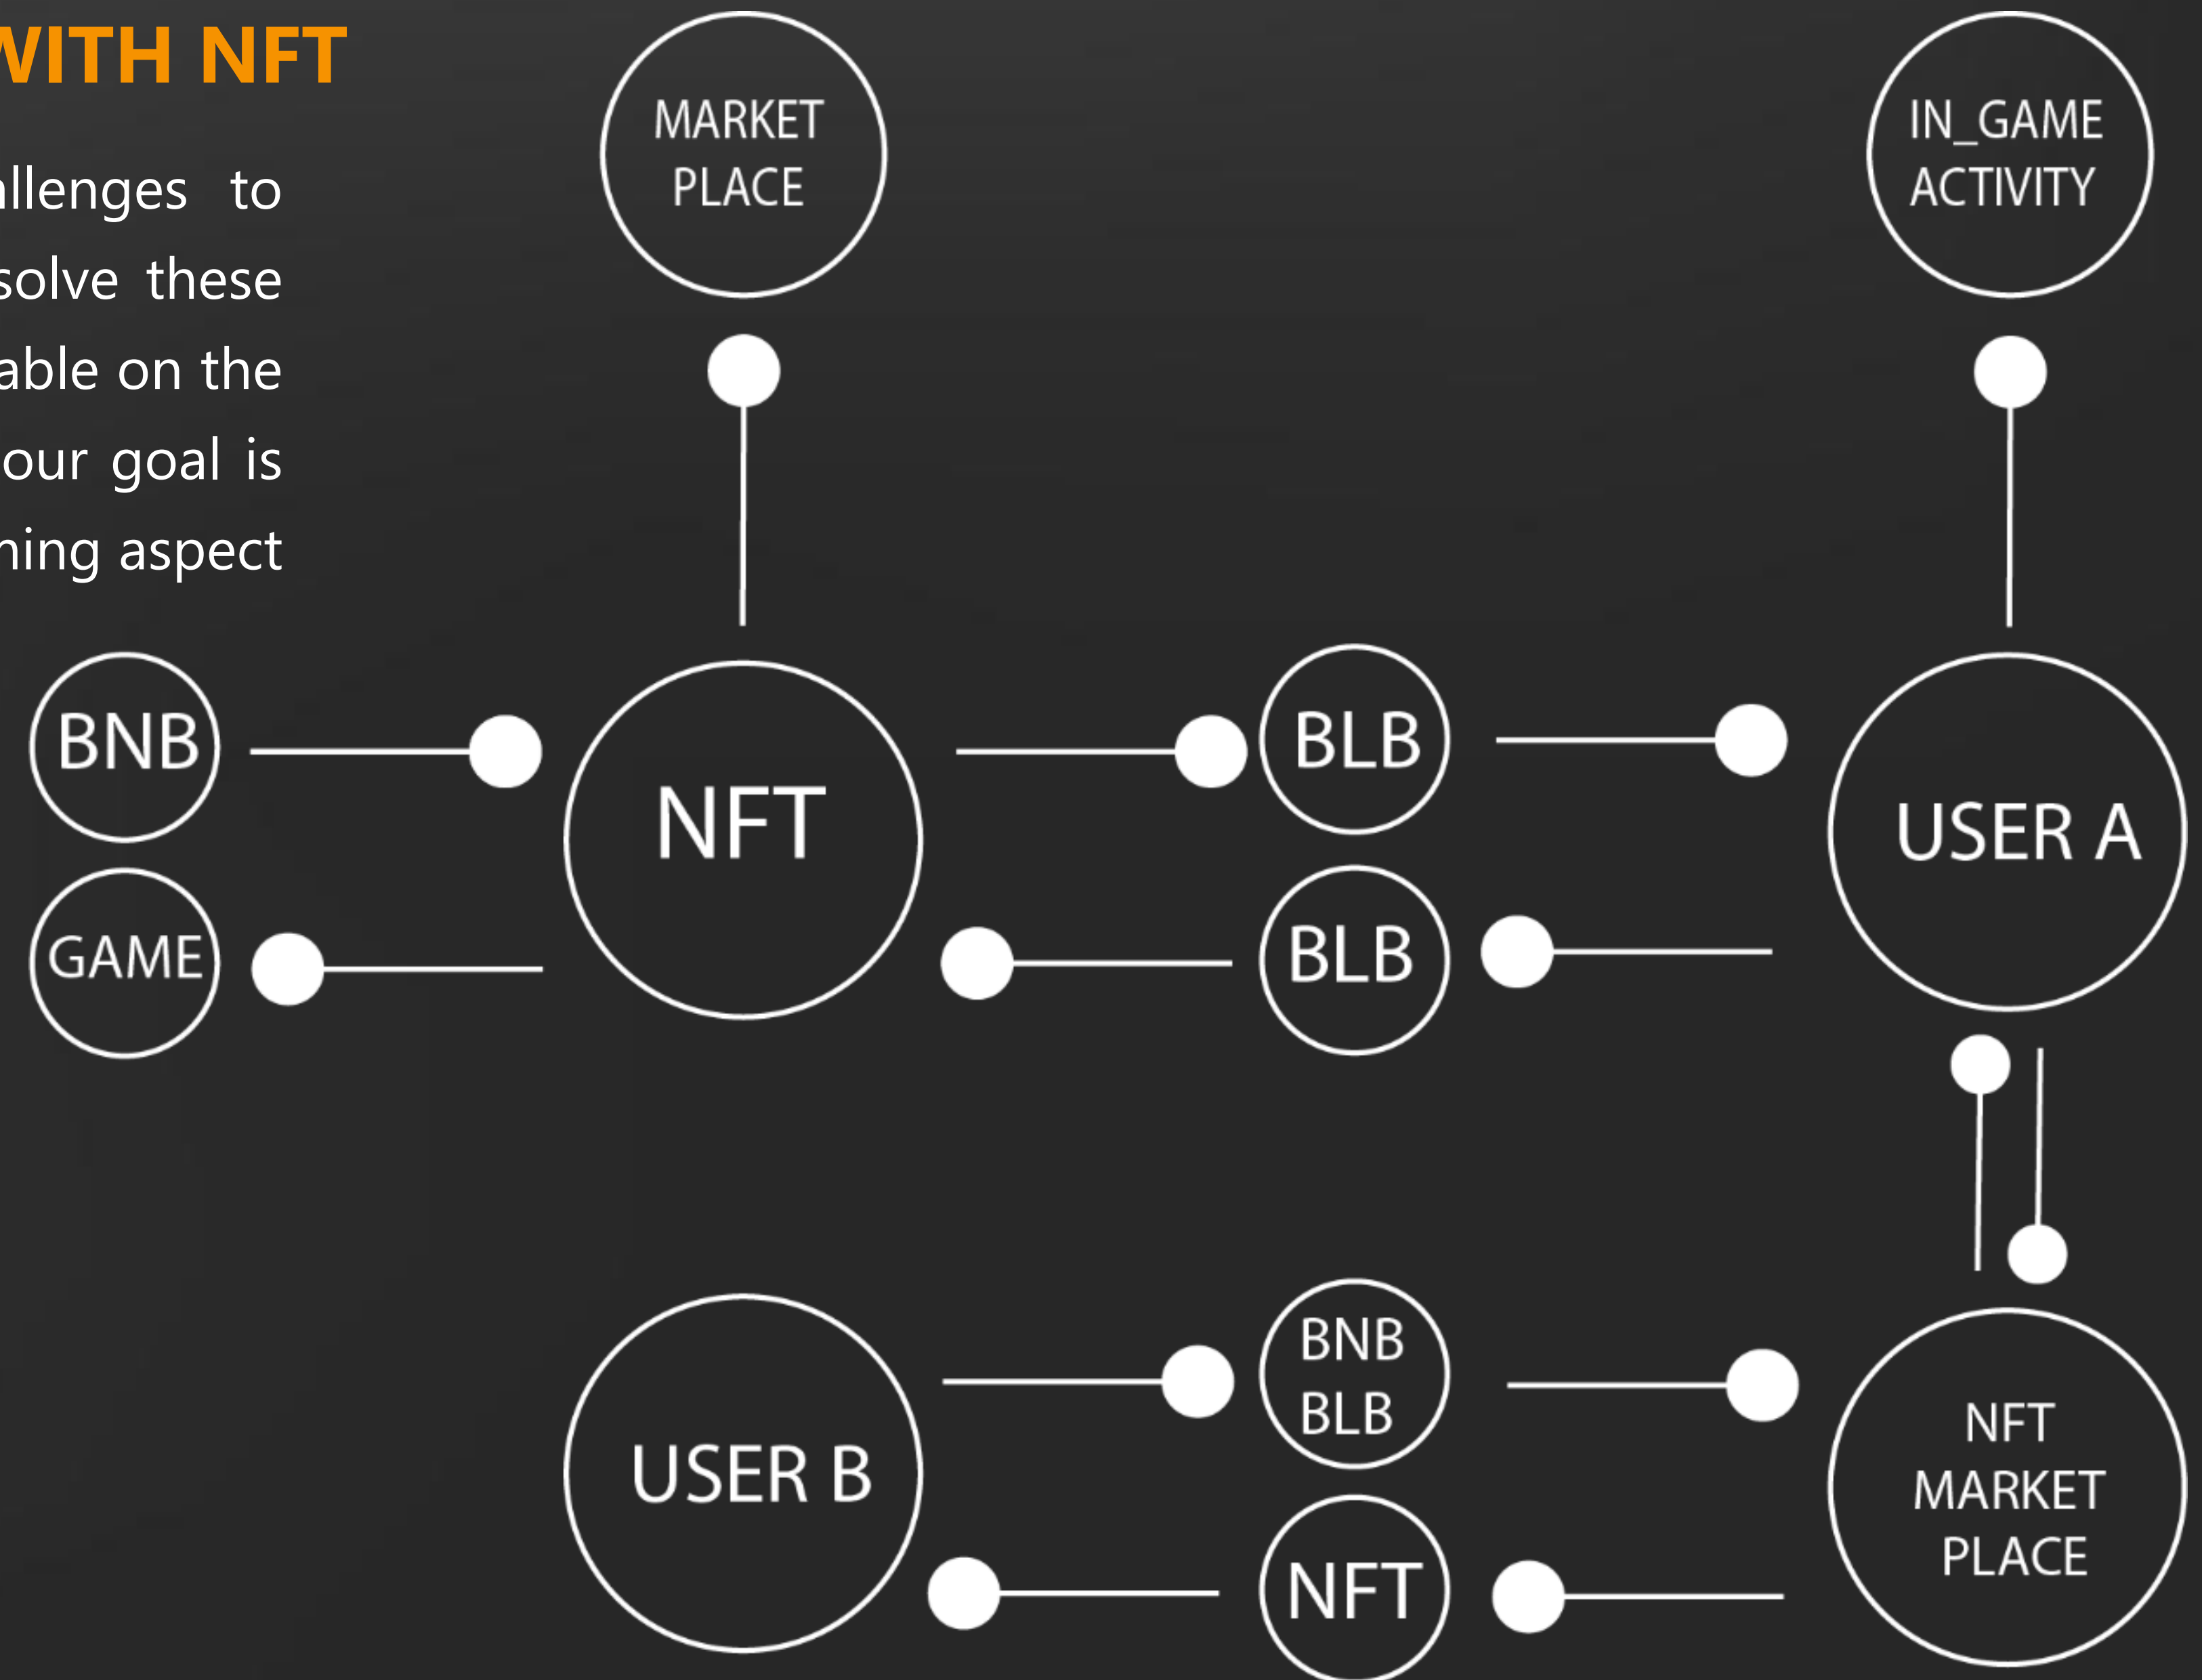 WITH NFT
allenges to
solve these
able on the
our goal is
ning aspect
MARKET
PLACE
IN_GAME
ACTIVITY
BNB
GAME
NFT
BLB
BLB
USER A
USER B
BNB
BLB
NFT
NFT
MARKET
PLACE